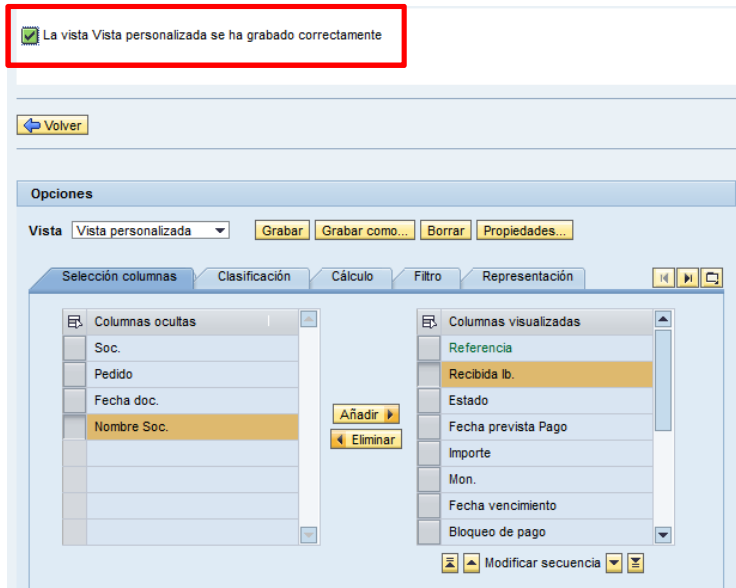 La vista Vista personalizada se ha grabado correctamente
Volver
Opciones
Vista Vista personalizada Grabar Grabar como... Borrar Propiedades...
Selección columnas Clasificación Cálculo Filtro Representación
Columnas ocultas
Soc.
Pedido
Fecha doc.
Nombre Soc.
Añadir
Eliminar
Columnas visualizadas
Referencia
Recibida Ib.
Estado
Fecha prevista Pago
Importe
Mon.
Fecha vencimiento
Bloqueo de pago
Modificar secuencia